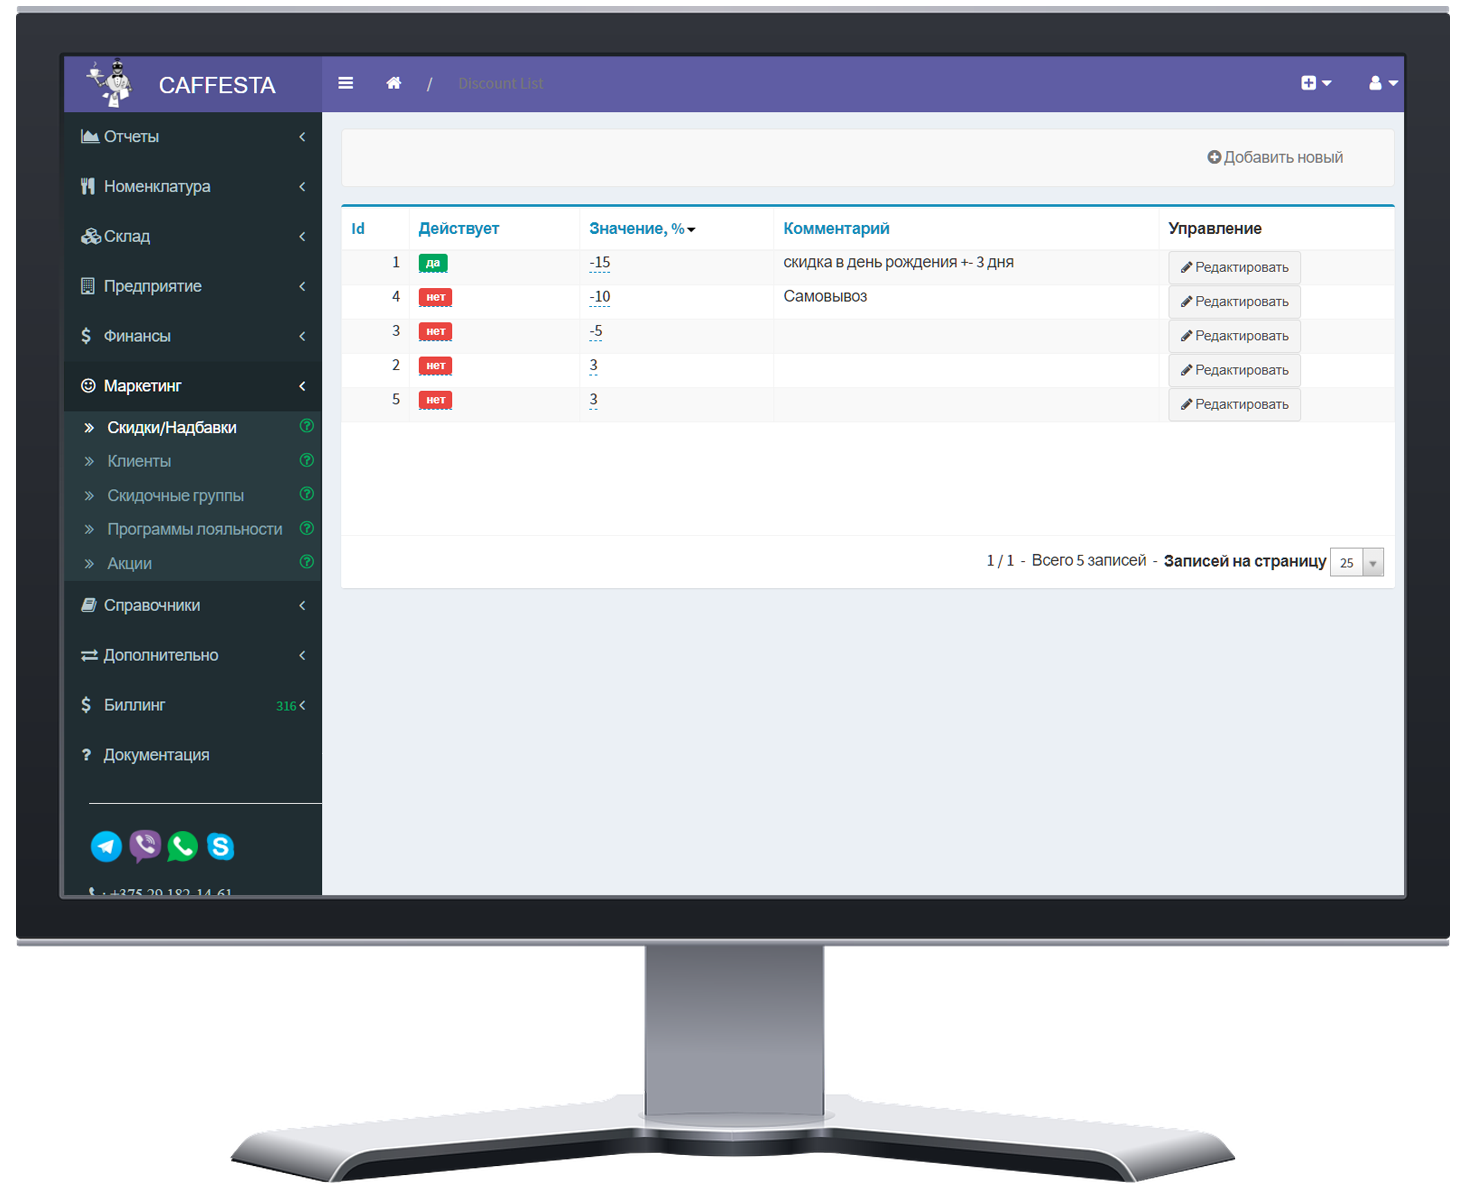 CAFFESTA
/ Discount List
Отчеты
Номенклатура
Склад
Предприятие
Финансы
Маркетинг
Скидки/Надбавки
Клиенты
Скидочные группы
Программы лояльности
Акции
Справочники
Дополнительно
Биллинг 316
Документация
: +375 29 182-14-61
Добавить новый
Id Действует Значение, % Комментарий Управление
1 да -15 скидка в день рождения +- 3 дня Редактировать
4 нет -10 Самовывоз Редактировать
3 нет -5 Редактировать
2 нет 3 Редактировать
5 нет 3 Редактировать
1 / 1 - Всего 5 записей - Записей на страницу 25